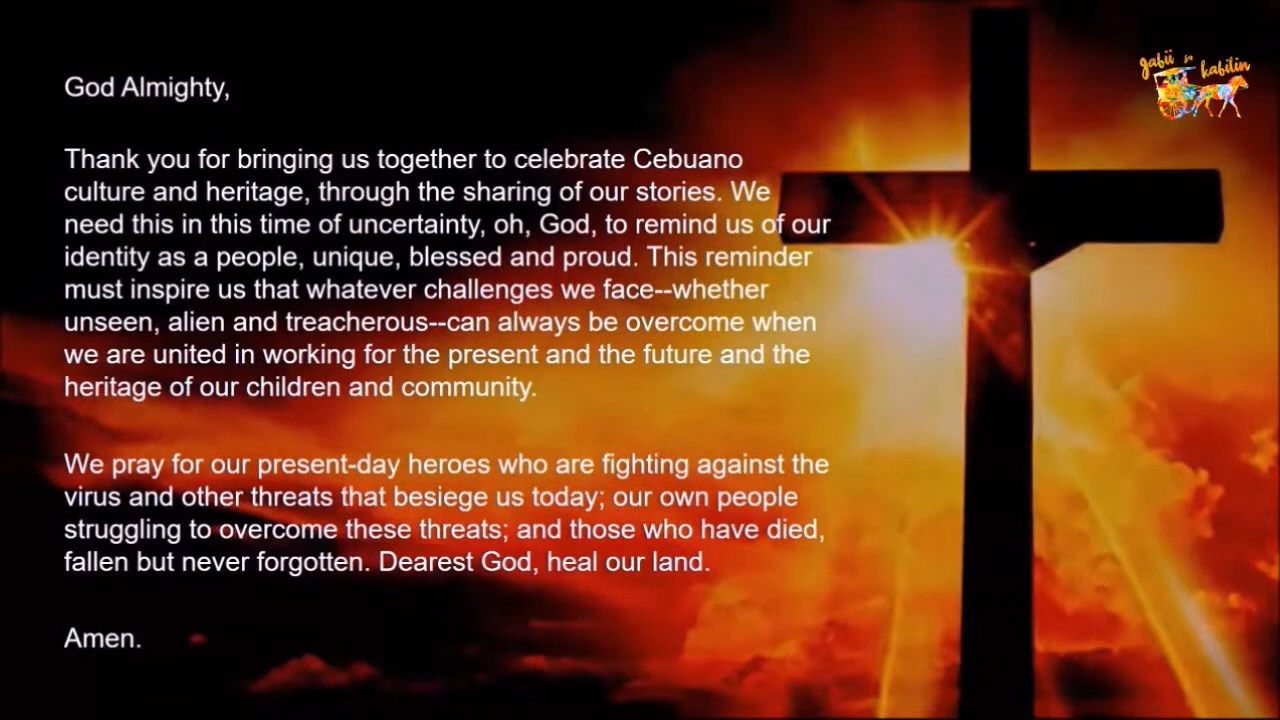 gabii sa kabilin
God Almighty,
Thank you for bringing us together to celebrate Cebuano
culture and heritage, through the sharing of our stories. We
need this in this time of uncertainty, oh, God, to remind us of our
identity as a people, unique, blessed and proud. This reminder
must inspire us that whatever challenges we face--whether
unseen, alien and treacherous--can always be overcome when
we are united in working for the present and the future and the
heritage of our children and community.
We pray for our present-day heroes who are fighting against the
virus and other threats that besiege us today; our own people
struggling to overcome these threats; and those who have died,
fallen but never forgotten. Dearest God, heal our land.
Amen.